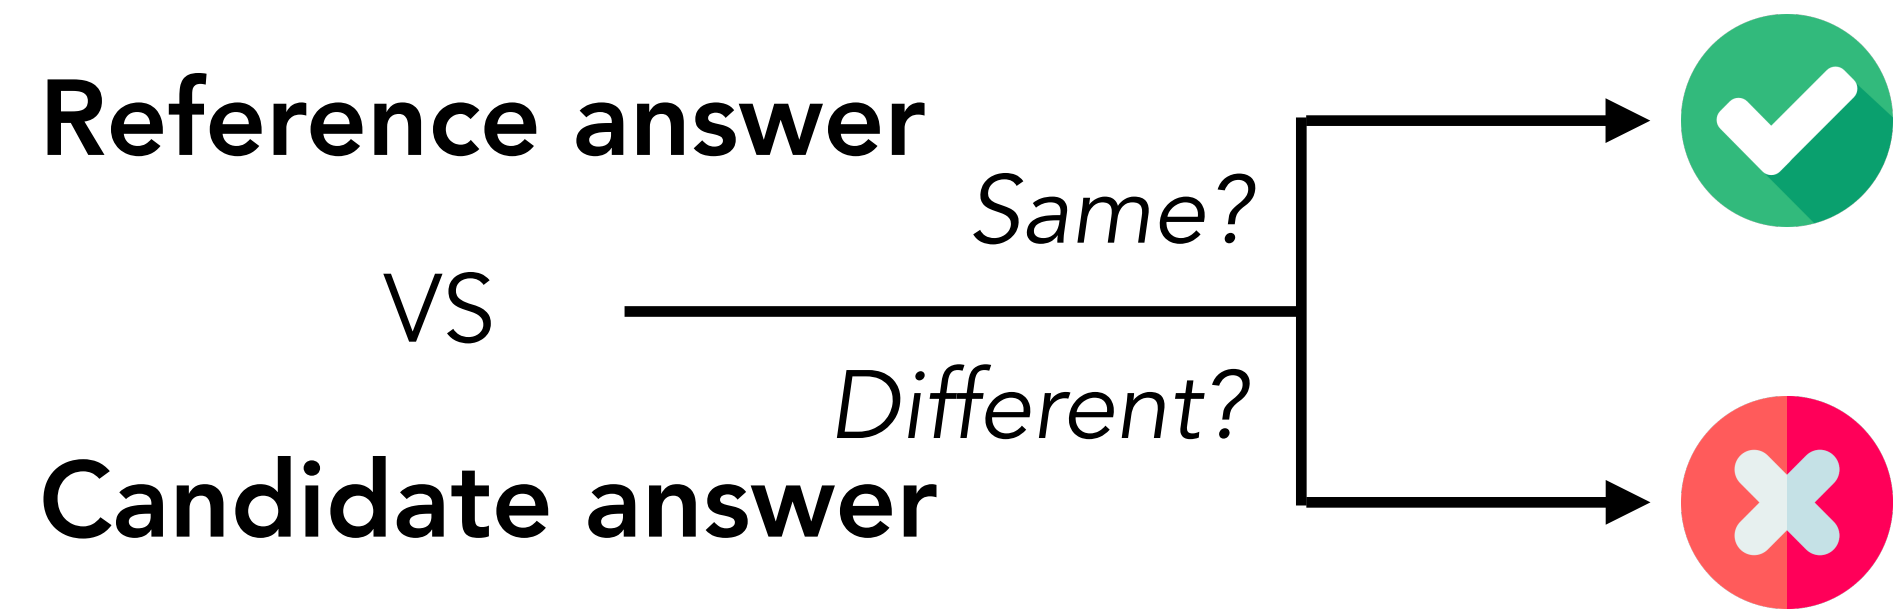 Reference answer
Same?
VS
Different?
Candidate answer